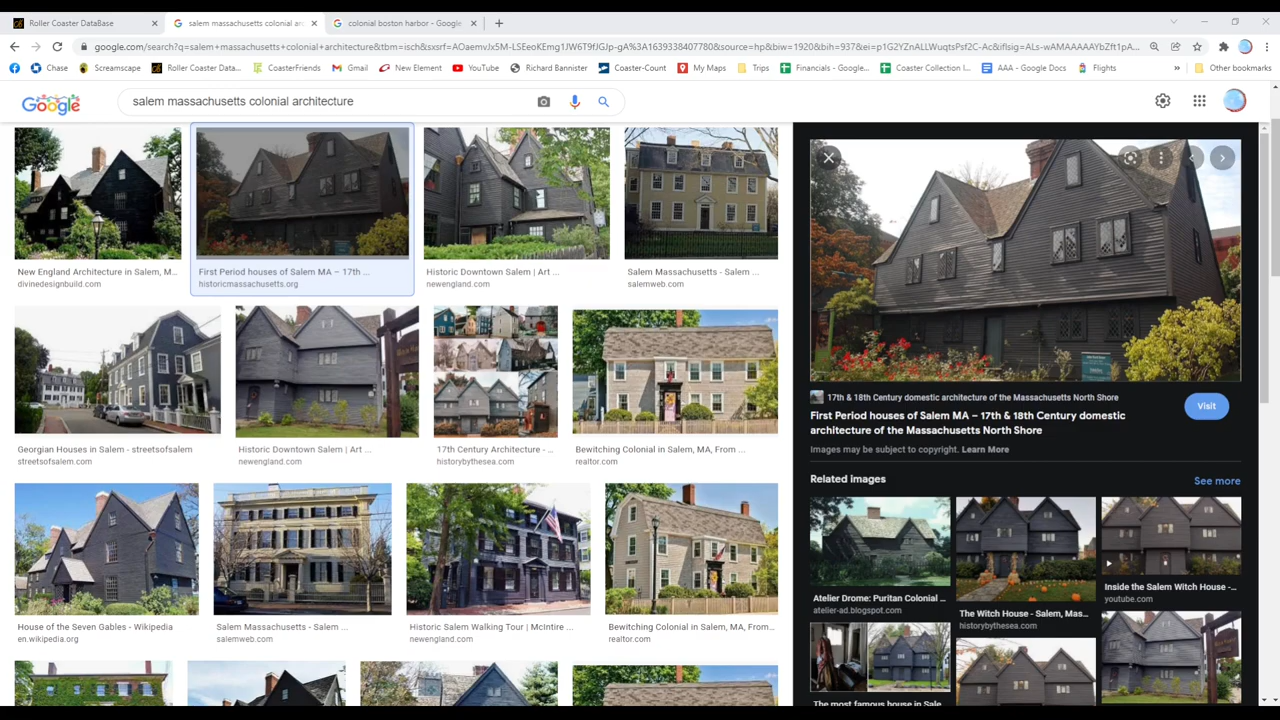 Roller Coaster DataBase
salem massachusetts colonial arc
colonial boston harbor - Google
google.com/search?q=salem+massachusetts+colonial+architecture&tbm=isch&sxsrf=AOaemvJx5M-LSEeoKEmg1JW6T9fJGJp-gA%3A1639338407780&source=hp&biw=1920&bih=937&ei=p1G2YZnALLWuqtsPsf2C-Ac&iflsig=ALs-wAMAAAAAYbZft1pA...
Chase
Screamscape
Roller Coaster Data...
CoasterFriends
Gmail
New Element
YouTube
Richard Bannister
Coaster-Count
My Maps
Trips
Financials - Google...
Coaster Collection I...
AAA - Google Docs
Flights
»
Other bookmarks
Google
salem massachusetts colonial architecture
New England Architecture in Salem, M...
divinedesignbuild.com
First Period houses of Salem MA – 17th ...
historicmassachusetts.org
Historic Downtown Salem | Art ...
newengland.com
Salem Massachusetts - Salem ...
salemweb.com
Georgian Houses in Salem - streetsofsalem
streetsofsalem.com
Historic Downtown Salem | Art ...
newengland.com
17th Century Architecture - ...
historybythesea.com
Bewitching Colonial in Salem, MA, From ...
realtor.com
House of the Seven Gables - Wikipedia
en.wikipedia.org
Salem Massachusetts - Salem ...
salemweb.com
Historic Salem Walking Tour | McIntire ...
newengland.com
Bewitching Colonial in Salem, MA, From...
realtor.com
17th & 18th Century domestic architecture of the Massachusetts North Shore
First Period houses of Salem MA – 17th & 18th Century domestic
architecture of the Massachusetts North Shore
Visit
Images may be subject to copyright. Learn More
Related images
See more
Atelier Drome: Puritan Colonial ...
atelier-ad.blogspot.com
The Witch House - Salem, Mas...
historybythesea.com
Inside the Salem Witch House -...
youtube.com
The most famous house in Sale